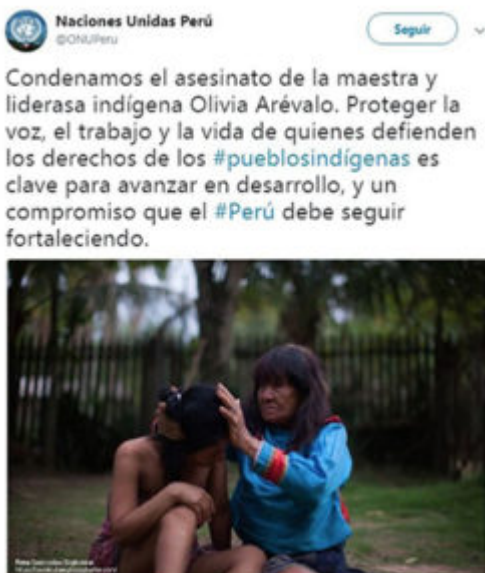 Naciones Unidas Perú
@ONUPeru
Seguir
Condenamos el asesinato de la maestra y
liderasa indígena Olivia Arévalo. Proteger la
voz, el trabajo y la vida de quienes defienden
los derechos de los #pueblosindígenas es
clave para avanzar en desarrollo, y un
compromiso que el #Perú debe seguir
fortaleciendo.